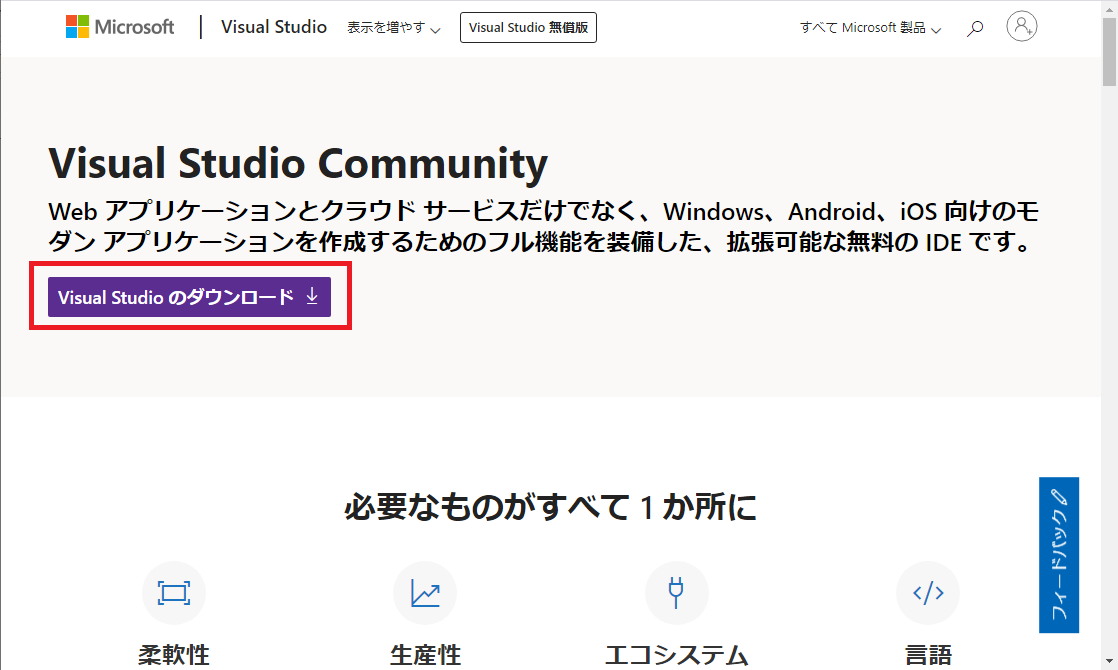 Microsoft
Visual Studio
表示を増やす
Visual Studio 無償版
すべて Microsoft 製品
Visual Studio Community
Web アプリケーションとクラウド サービスだけでなく、Windows、Android、iOS 向けのモ
ダン アプリケーションを作成するためのフル機能を装備した、拡張可能な無料の IDE です。
Visual Studio のダウンロード
必要なものがすべて 1 か所に
フィードバック
柔軟性
生産性
エコシステム
言語